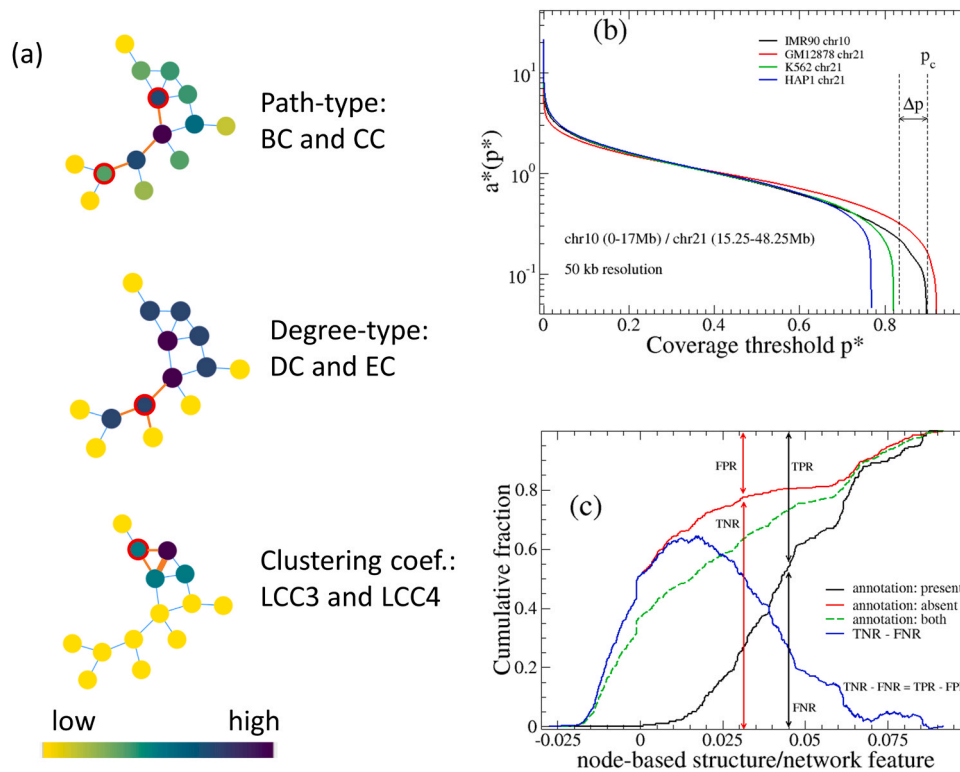 (a)
Path-type:
BC and CC
Degree-type:
DC and EC
Clustering coef.:
LCC3 and LCC4
low high
(b)
IMR90 chr10
GM12878 chr21
K562 chr21
HAP1 chr21
p_c
Δp
10^1
10^0
10^-1
a*(p*)
chr10 (0-17Mb) / chr21 (15.25-48.25Mb)
50 kb resolution
0 0.2 0.4 0.6 0.8
Coverage threshold p*
(c)
FPR
TPR
TNR
FNR
0.8
0.6
0.4
0.2
0
Cumulative fraction
annotation: present
annotation: absent
annotation: both
TNR - FNR
TNR - FNR = TPR - FP
-0.025 0 0.025 0.05 0.075
node-based structure/network feature